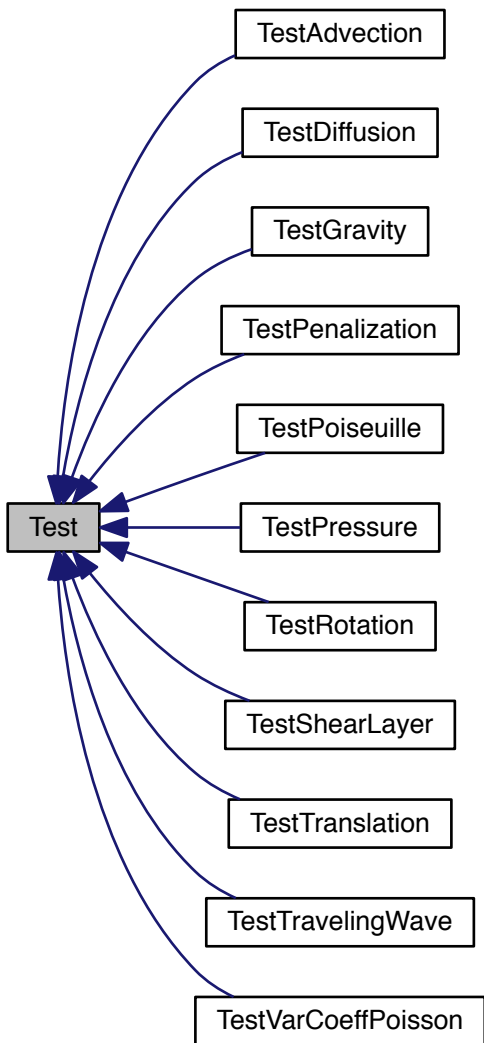 TestAdvection
TestDiffusion
TestGravity
TestPenalization
TestPoiseuille
Test
TestPressure
TestRotation
TestShearLayer
TestTranslation
TestTravelingWave
TestVarCoeffPoisson